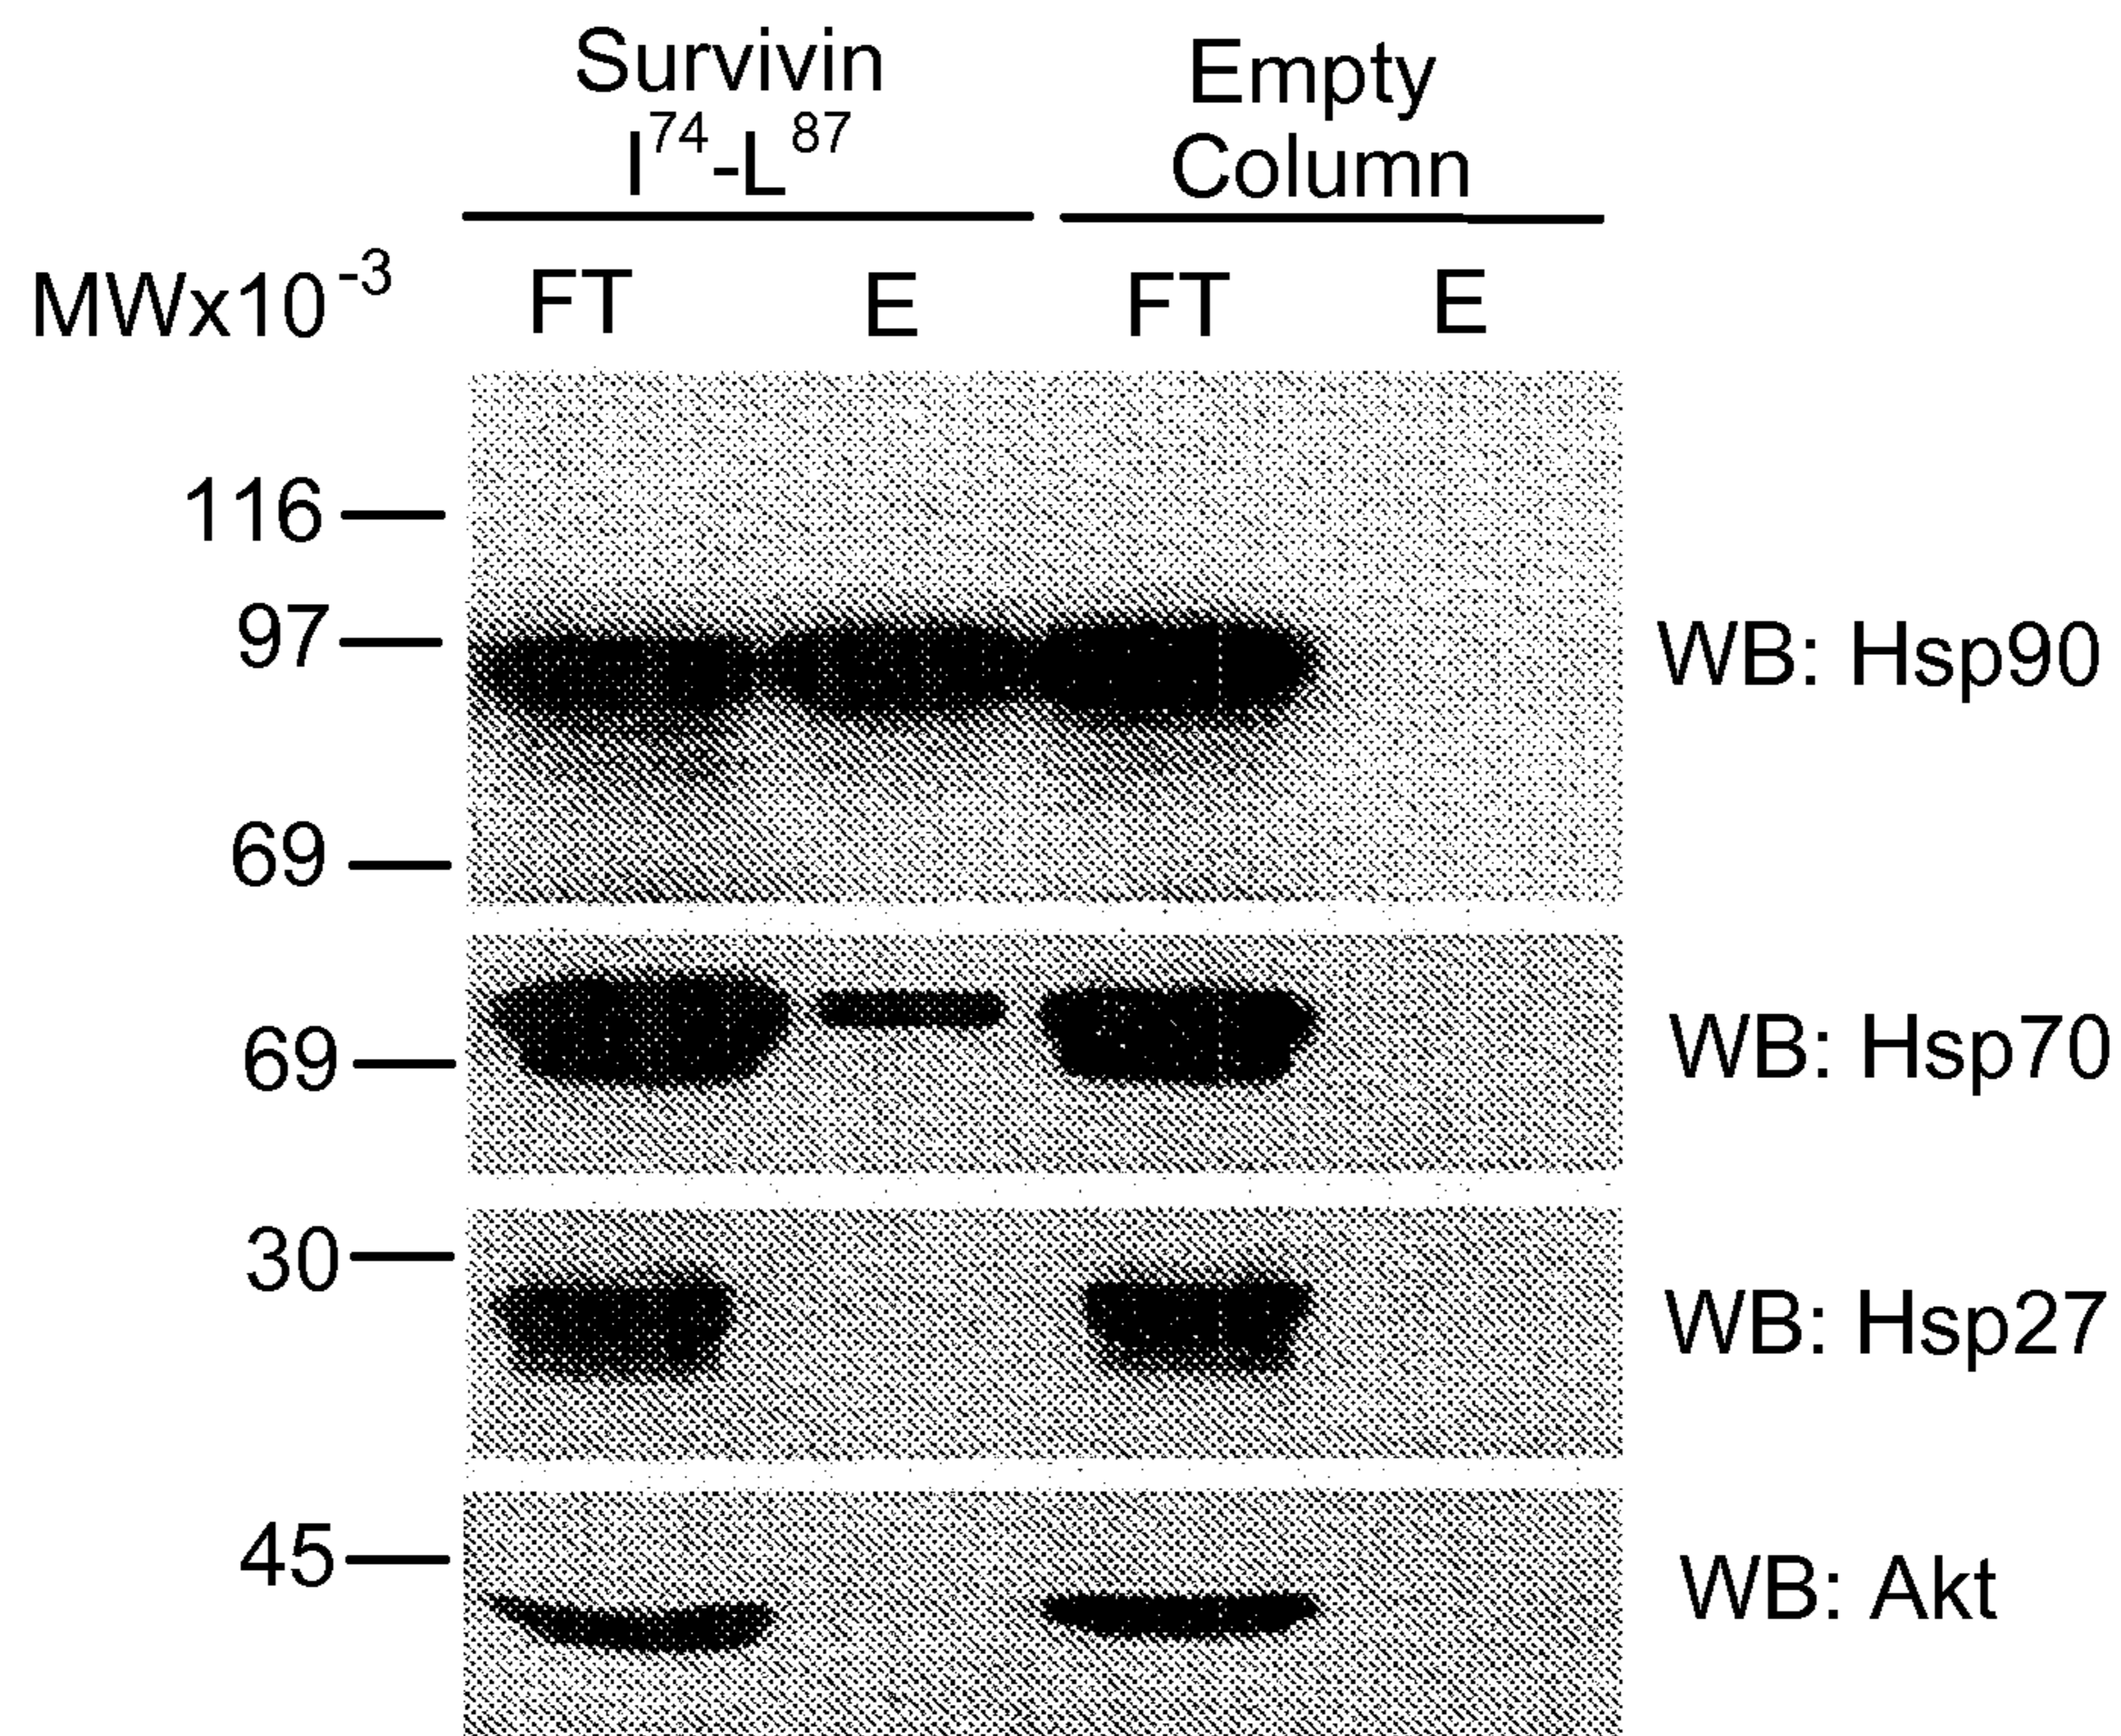 Survivin
I⁷⁴-L⁸⁷
Empty
Column
MWx10⁻³ FT E FT E
116
97
WB: Hsp90
69
69
WB: Hsp70
30
WB: Hsp27
45
WB: Akt